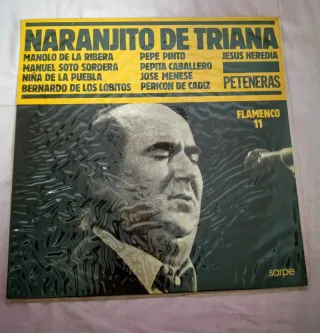 NARANJITO DE TRIANA
MANOLO DE LA RIBERA PEPE PINTO JESUS HEREDIA
MANUEL SOTO SORDERA PEPITA CABALLERO
NIÑA DE LA PUEBLA JOSE MENESE PETENERAS
BERNARDO DE LOS LOBITOS PERICON DE CADIZ
FLAMENCO
11
sarpe